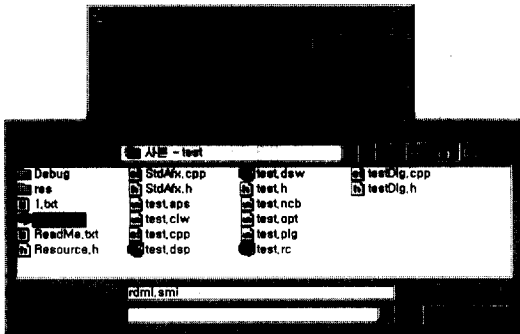 사본 - test
Debug StdAfx.cpp test.dsw testDlg.cpp
res StdAfx.h test.h testDlg.h
1.txt test.aps test.ncb
test.clw test.opt
ReadMe.txt test.cpp test.plg
Resource.h test.dsp test.rc
rdml.smi